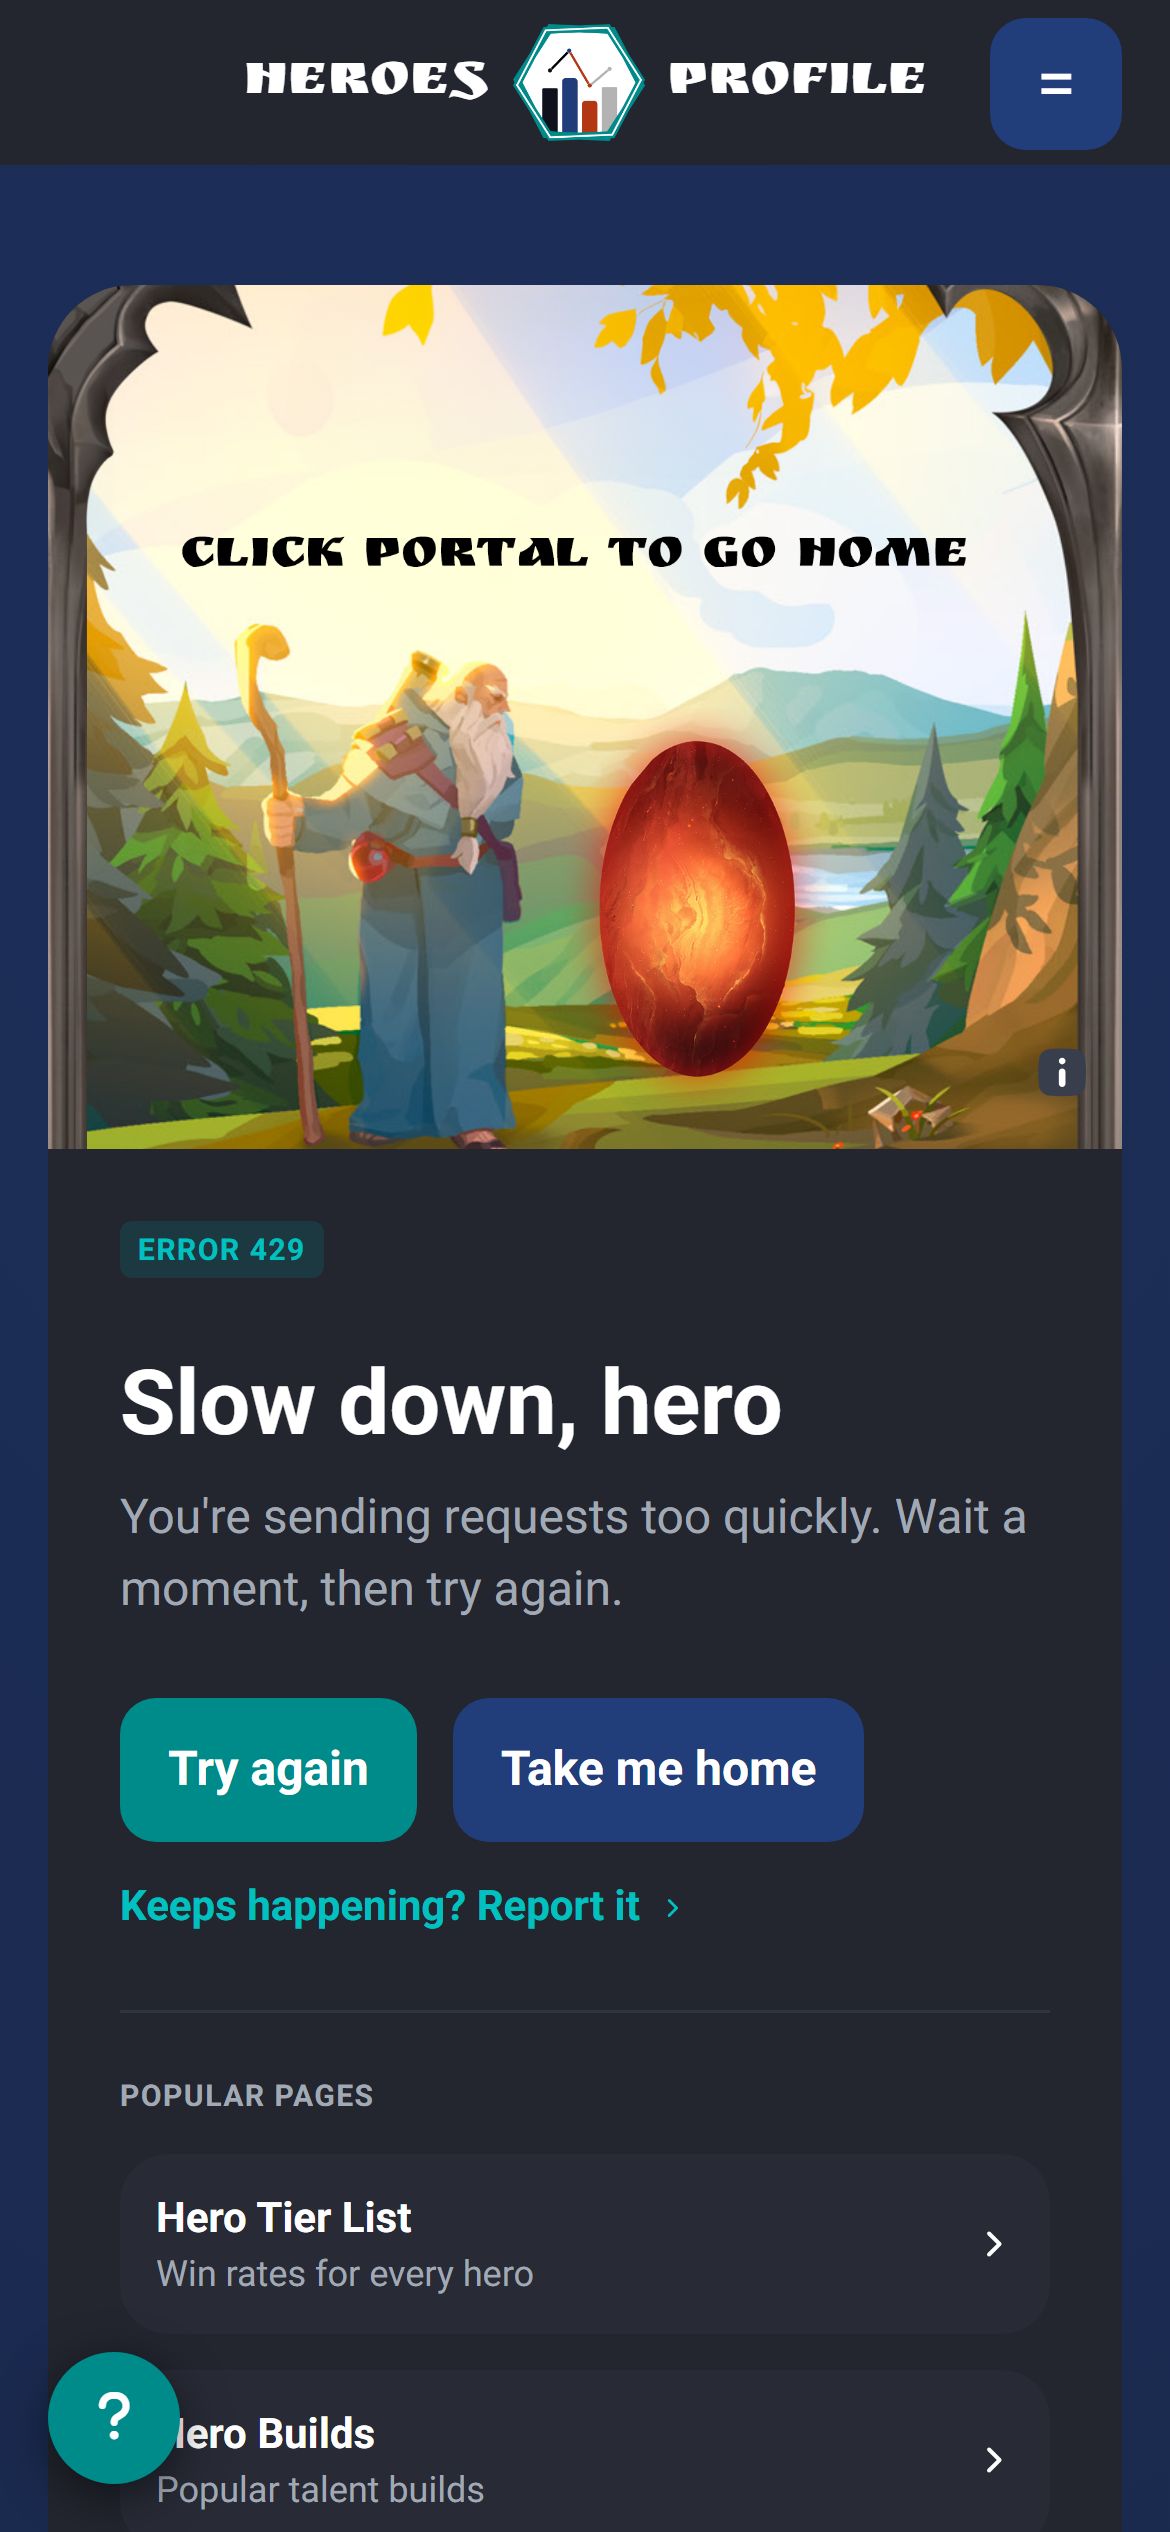 HEROES PROFILE
CLICK PORTAL TO GO HOME
ERROR 429
Slow down, hero
You're sending requests too quickly. Wait a
moment, then try again.
Try again
Take me home
Keeps happening? Report it
POPULAR PAGES
Hero Tier List
Win rates for every hero
?
Hero Builds
Popular talent builds